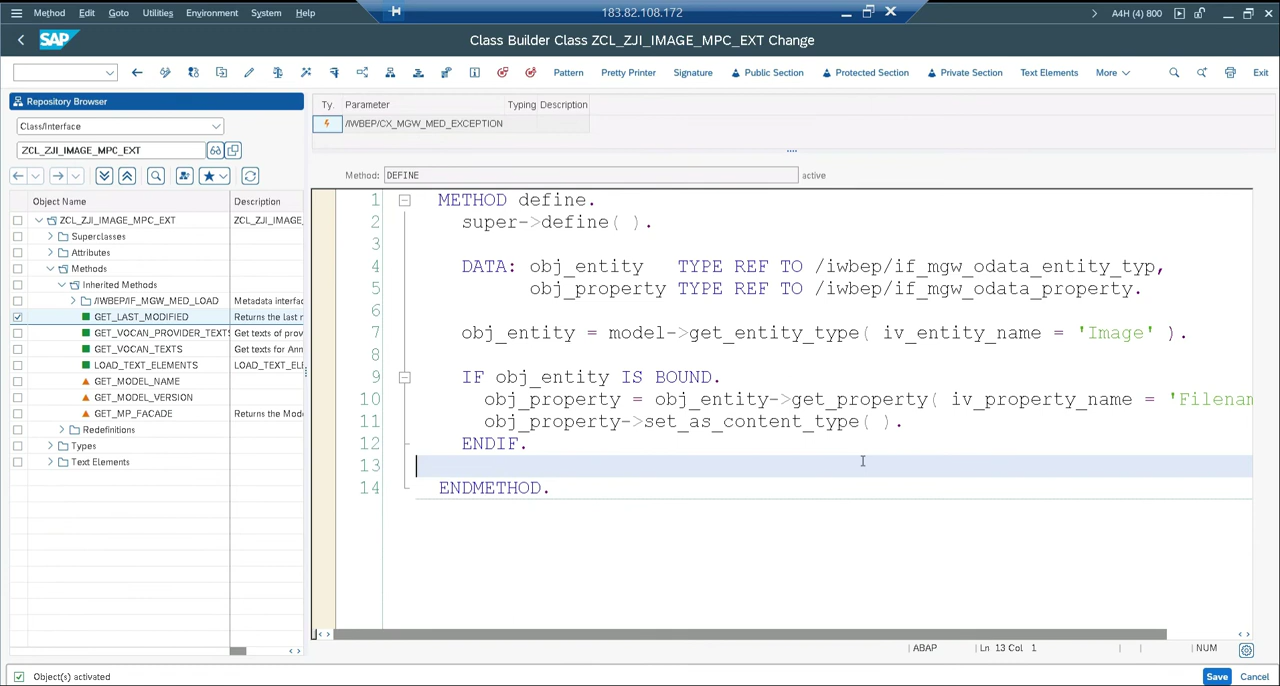 Method Edit Goto Utilities Environment System Help
183.82.108.172
A4H (4) 800
SAP
Class Builder Class ZCL_ZJI_IMAGE_MPC_EXT Change
Pattern Pretty Printer Signature Public Section Protected Section Private Section Text Elements More Exit
Repository Browser
Class/Interface
ZCL_ZJI_IMAGE_MPC_EXT
Object Name Description
ZCL_ZJI_IMAGE_MPC_EXT ZCL_ZJI_IMAGE_
Superclasses
Attributes
Methods
Inherited Methods
/IWBEP/IF_MGW_MED_LOAD Metadata interfac
GET_LAST_MODIFIED Returns the last
GET_VOCAN_PROVIDER_TEXTS Get texts of prov
GET_VOCAN_TEXTS Get texts for Ann
LOAD_TEXT_ELEMENTS LOAD_TEXT_ELE
GET_MODEL_NAME
GET_MODEL_VERSION
GET_MP_FACADE Returns the Mode
Redefinitions
Types
Text Elements
Ty. Parameter Typing Description
/IWBEP/CX_MGW_MED_EXCEPTION
Method: DEFINE active
1 METHOD define.
2 super->define( ).
3
4 DATA: obj_entity TYPE REF TO /iwbep/if_mgw_odata_entity_typ,
5 obj_property TYPE REF TO /iwbep/if_mgw_odata_property.
6
7 obj_entity = model->get_entity_type( iv_entity_name = 'Image' ).
8
9 IF obj_entity IS BOUND.
10 obj_property = obj_entity->get_property( iv_property_name = 'Filenam
11 obj_property->set_as_content_type( ).
12 ENDIF.
13
14 ENDMETHOD.
ABAP Ln 13 Col 1 NUM
Object(s) activated
Save Cancel